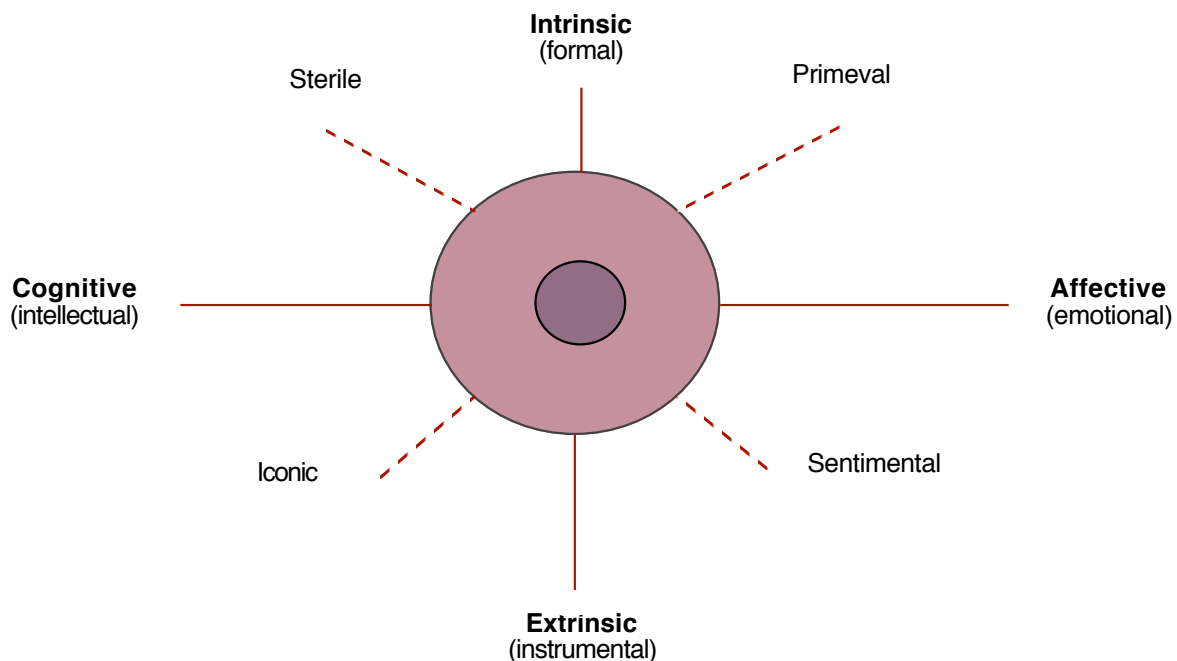 Intrinsic
(formal)
Sterile
Primeval
Cognitive
(intellectual)
Affective
(emotional)
Iconic
Sentimental
Extrinsic
(instrumental)